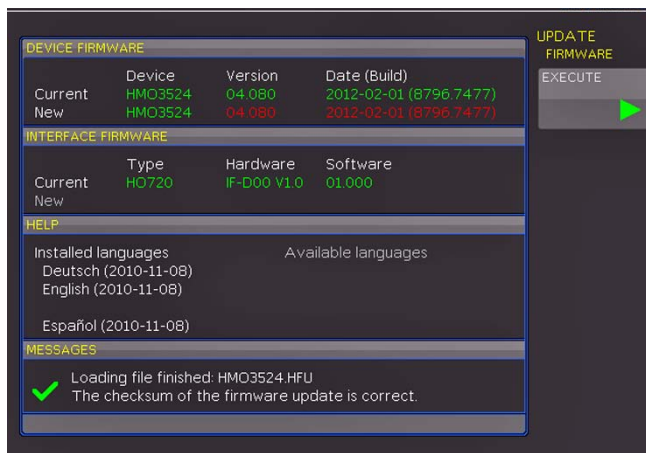 UPDATE
FIRMWARE
EXECUTE
DEVICE FIRMWARE
Device Version Date (Build)
Current HMO3524 04.080 2012-02-01 (8796.7477)
New HMO3524 04.080 2012-02-01 (8796.7477)
INTERFACE FIRMWARE
Type Hardware Software
Current HO720 IF-D00 V1.0 01.000
New
HELP
Installed languages Available languages
Deutsch (2010-11-08)
English (2010-11-08)
Español (2010-11-08)
MESSAGES
Loading file finished: HMO3524.HFU
The checksum of the firmware update is correct.